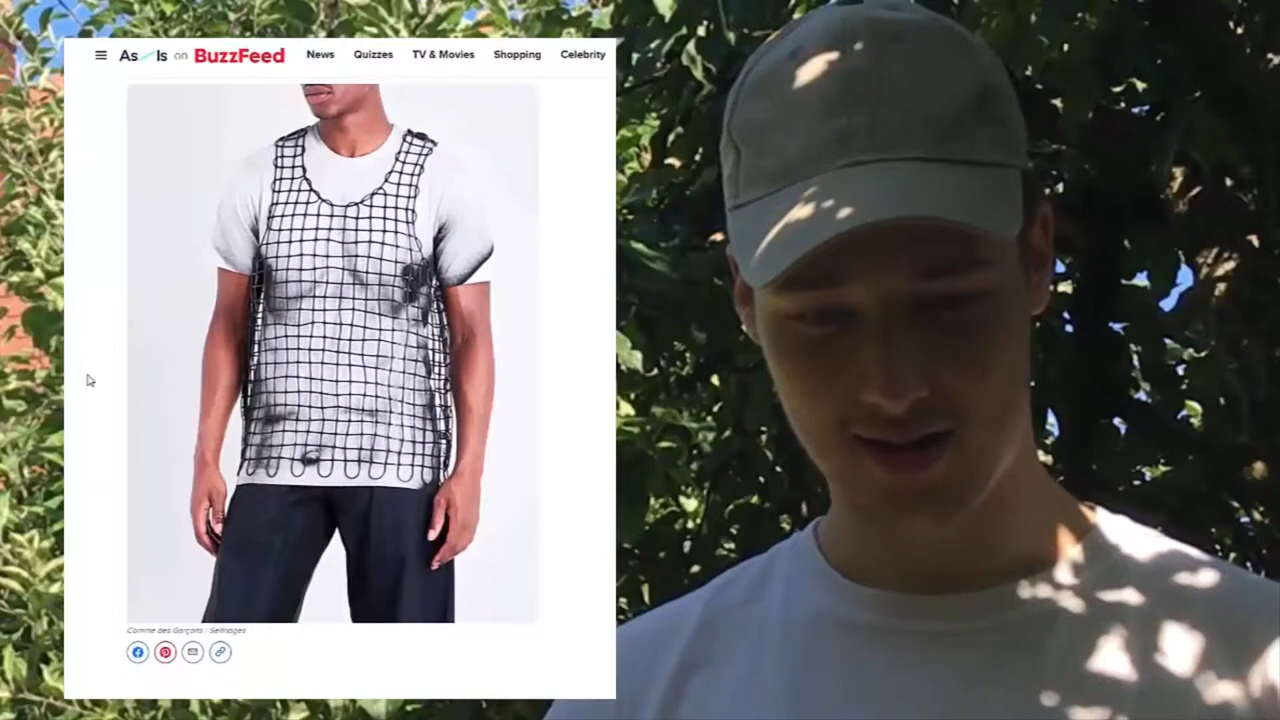 As/Is on BuzzFeed News Quizzes TV & Movies Shopping Celebrity
Comme des Garçons / Selfridges